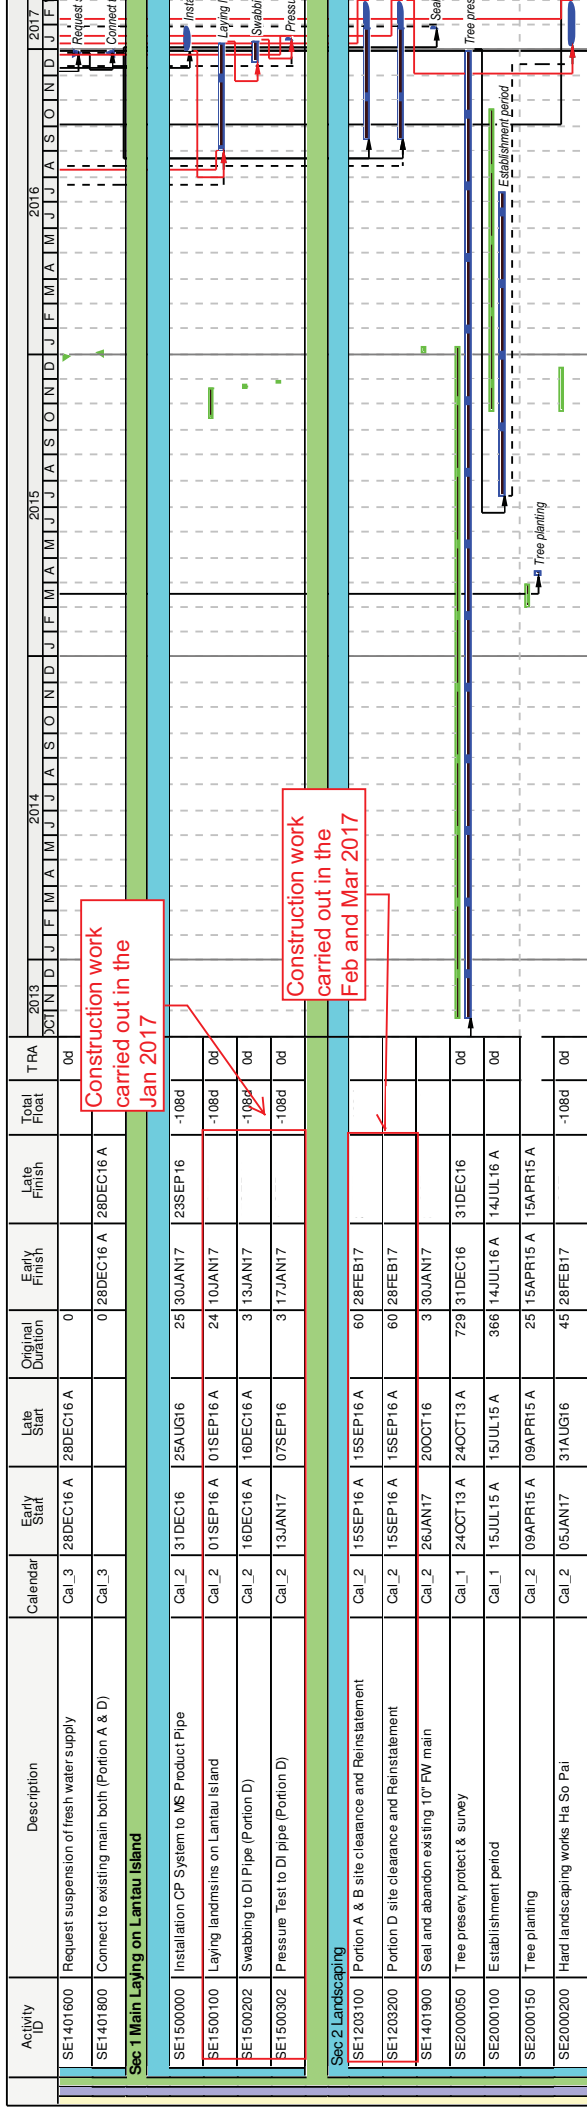 Activity ID Description Calendar Early Start Late Start Original Duration Early Finish Late Finish Total Float TRA 2013 2014 2015 2016 2017
OCT N D J F M A M J J A S O N D J F M A M J J A S O N D J F M A M J J A S O N D J F
SE1401600 Request suspension of fresh water supply Cal_3 28DEC16 A 28DEC16 A 0 0d Request
SE1401800 Connect to existing main both (Portion A & D) Cal_3 0 28DEC16 A 28DEC16 A Connect
Sec 1 Main Laying on Lantau Island
SE1500000 Installation CP System to MS Product Pipe Cal_2 31DEC16 25AUG16 25 30JAN17 23SEP16 -108d Insta
SE1500100 Laying landmsins on Lantau Island Cal_2 01SEP16 A 01SEP16 A 24 10JAN17 -108d 0d Laying l
SE1500202 Swabbing to DI Pipe (Portion D) Cal_2 16DEC16 A 16DEC16 A 3 13JAN17 -108d 0d Swabbi
SE1500302 Pressure Test to DI pipe (Portion D) Cal_2 13JAN17 07SEP16 3 17JAN17 -108d 0d Pressu
Construction work
carried out in the
Jan 2017
Sec 2 Landscaping
SE1203100 Portion A & B site clearance and Reinstatement Cal_2 15SEP16 A 15SEP16 A 60 28FEB17
SE1203200 Portion D site clearance and Reinstatement Cal_2 15SEP16 A 15SEP16 A 60 28FEB17
Construction work
carried out in the
Feb and Mar 2017
SE1401900 Seal and abandon existing 10" FW main Cal_2 26JAN17 20OCT16 3 30JAN17 Seal
SE2000050 Tree preserv, protect & survey Cal_1 24OCT13 A 24OCT13 A 729 31DEC16 31DEC16 0d Tree pres
SE2000100 Establishment period Cal_1 15JUL15 A 15JUL15 A 366 14JUL16 A 14JUL16 A 0d Establishment period
SE2000150 Tree planting Cal_2 09APR15 A 09APR15 A 25 15APR15 A 15APR15 A Tree planting
SE2000200 Hard landscaping works Ha So Pai Cal_2 05JAN17 31AUG16 45 28FEB17 -108d 0d